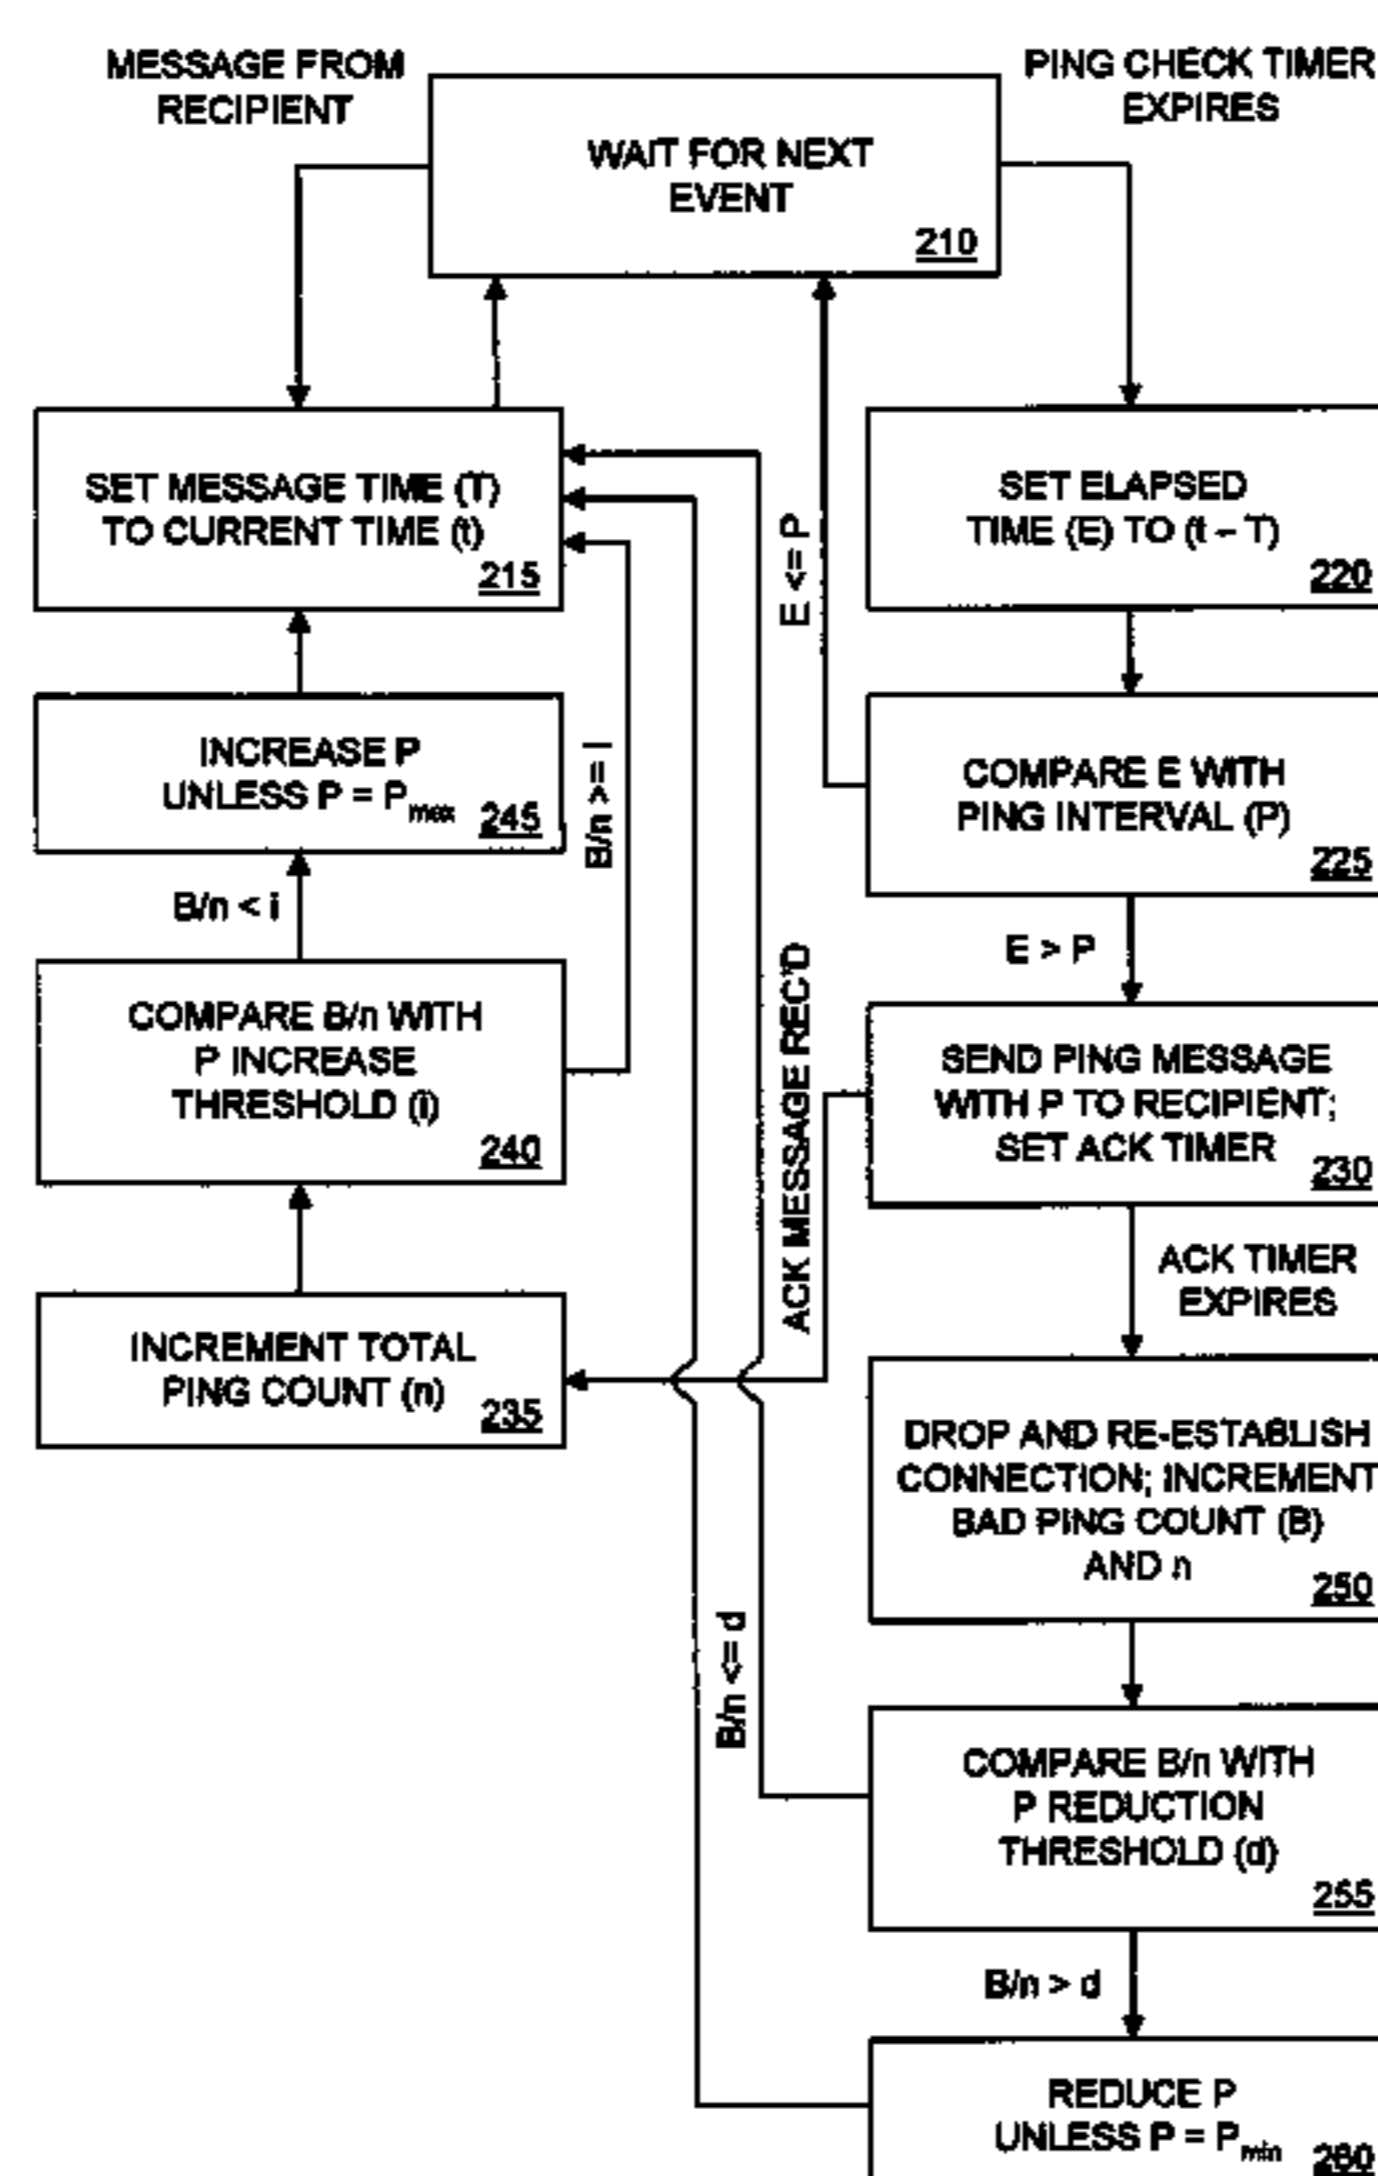 MESSAGE FROM
RECIPIENT
PING CHECK TIMER
EXPIRES
WAIT FOR NEXT
EVENT
210
SET MESSAGE TIME (T)
TO CURRENT TIME (t)
215
E <= P
SET ELAPSED
TIME (E) TO (t – T)
220
INCREASE P
UNLESS P = Pmax
245
B/n >= i
COMPARE E WITH
PING INTERVAL (P)
225
B/n < i
E > P
COMPARE B/n WITH
P INCREASE
THRESHOLD (i)
240
ACK MESSAGE REC'D
SEND PING MESSAGE
WITH P TO RECIPIENT;
SET ACK TIMER
230
ACK TIMER
EXPIRES
INCREMENT TOTAL
PING COUNT (n)
235
DROP AND RE-ESTABLISH
CONNECTION; INCREMENT
BAD PING COUNT (B)
AND n
250
B/n <= d
COMPARE B/n WITH
P REDUCTION
THRESHOLD (d)
255
B/n > d
REDUCE P
UNLESS P = Pmin
260